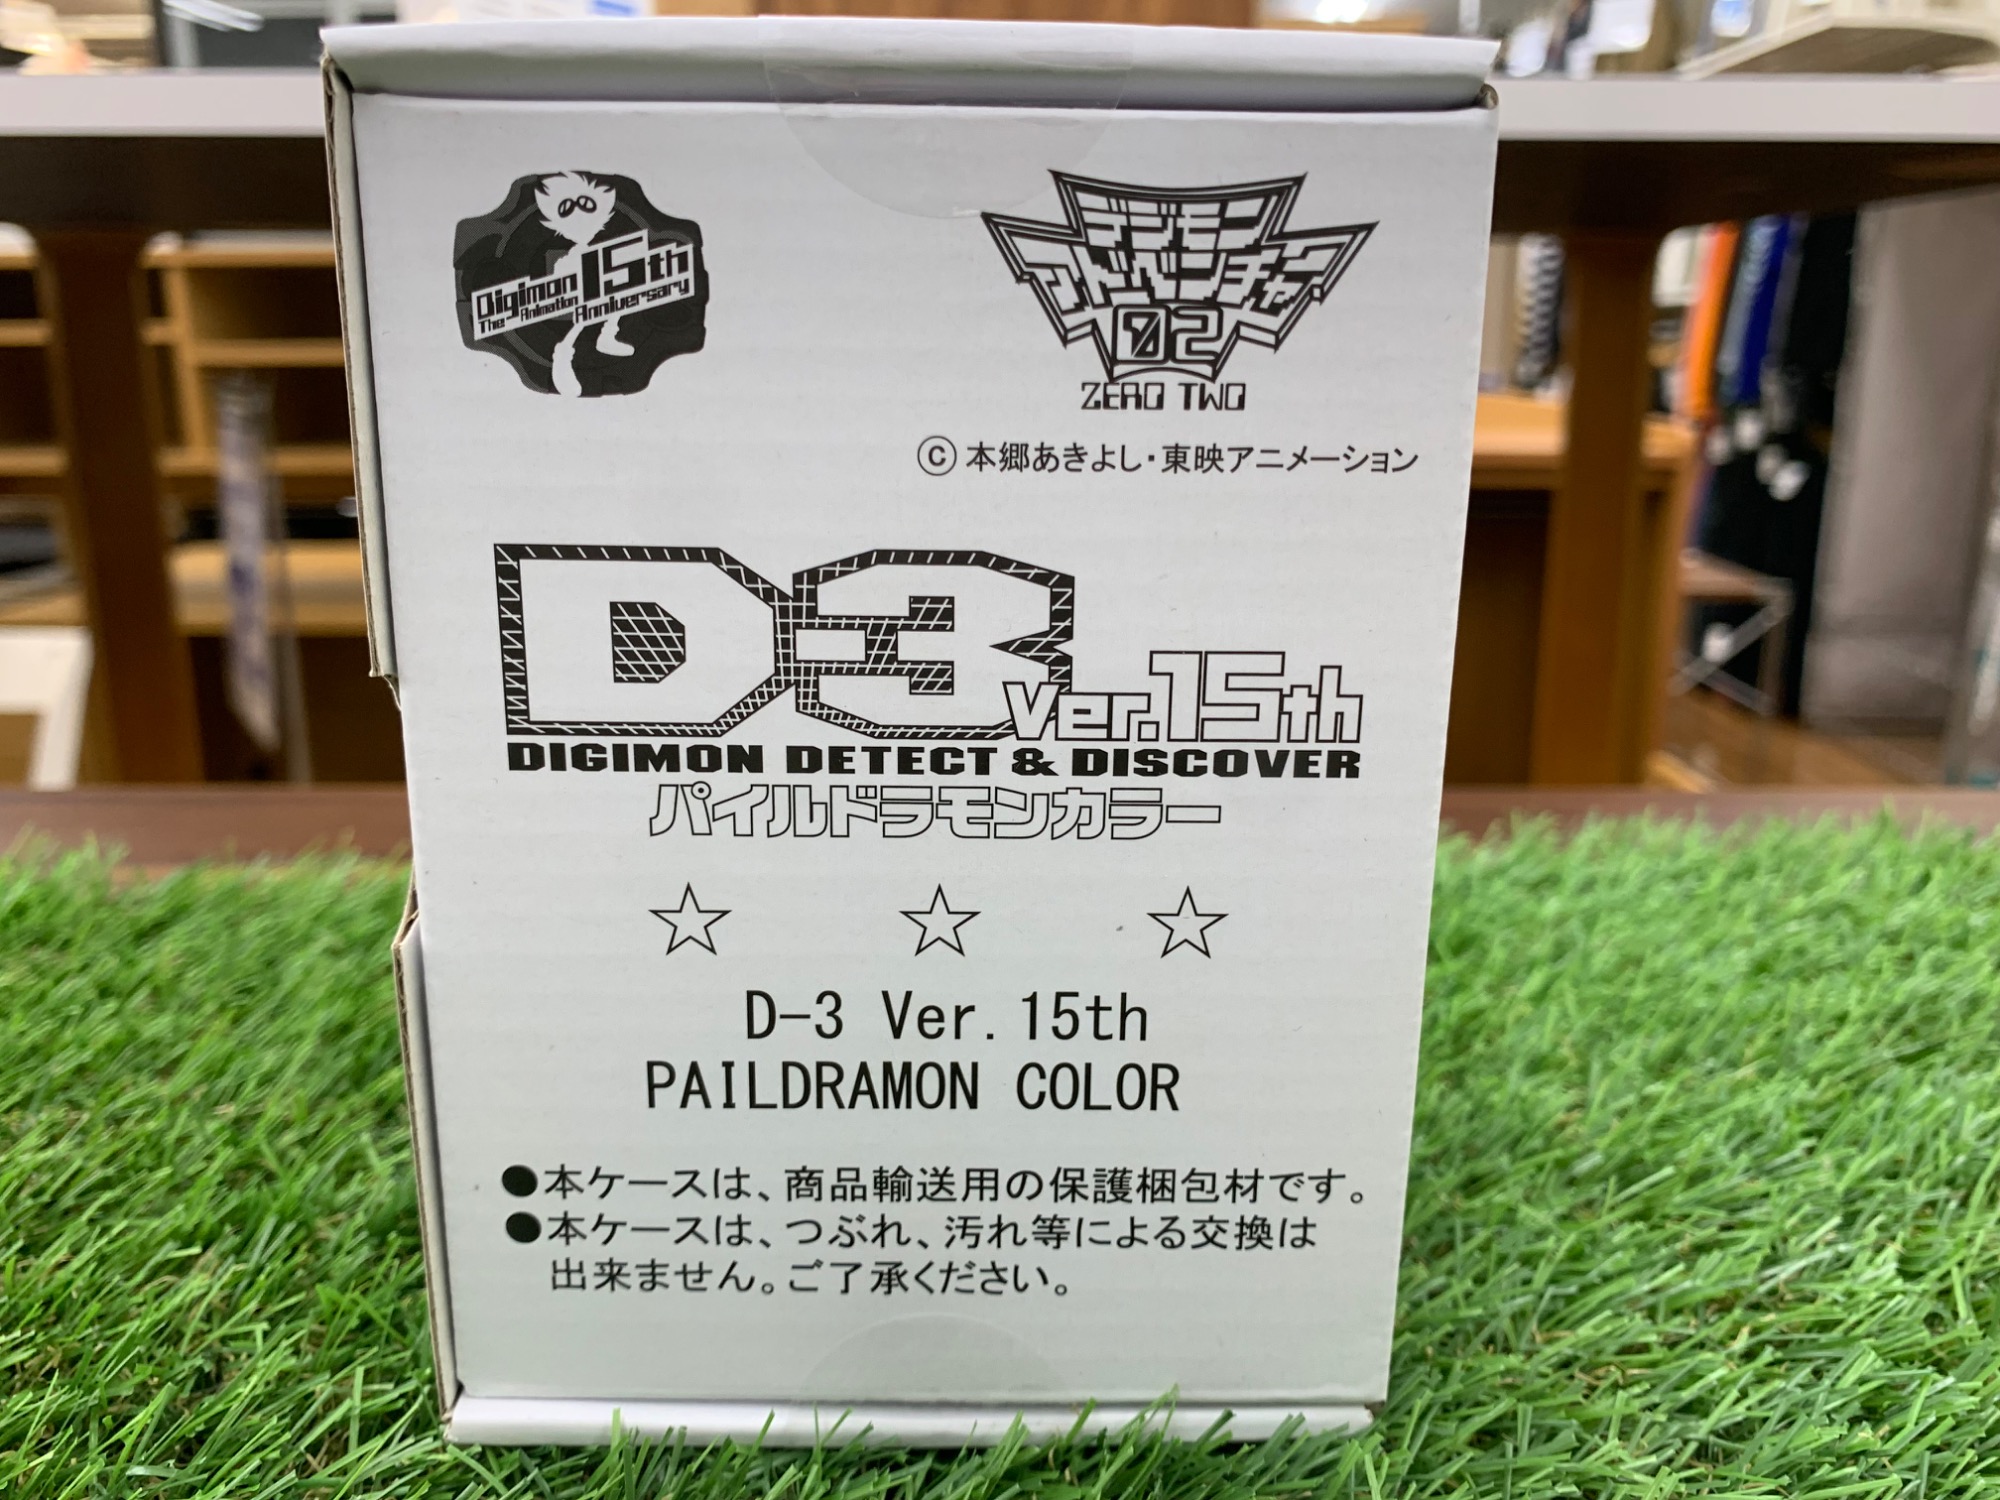 Digimon 15th
The Animation Anniversary
デジモン
アドベンチャー
02
ZERO TWO
Ⓒ本郷あきよし・東映アニメーション
D-3 Ver.15th
DIGIMON DETECT & DISCOVER
パイルドラモンカラー
☆ ☆ ☆
D-3 Ver. 15th
PAILDRAMON COLOR
●本ケースは、商品輸送用の保護梱包材です。
●本ケースは、つぶれ、汚れ等による交換は
出来ません。ご了承ください。